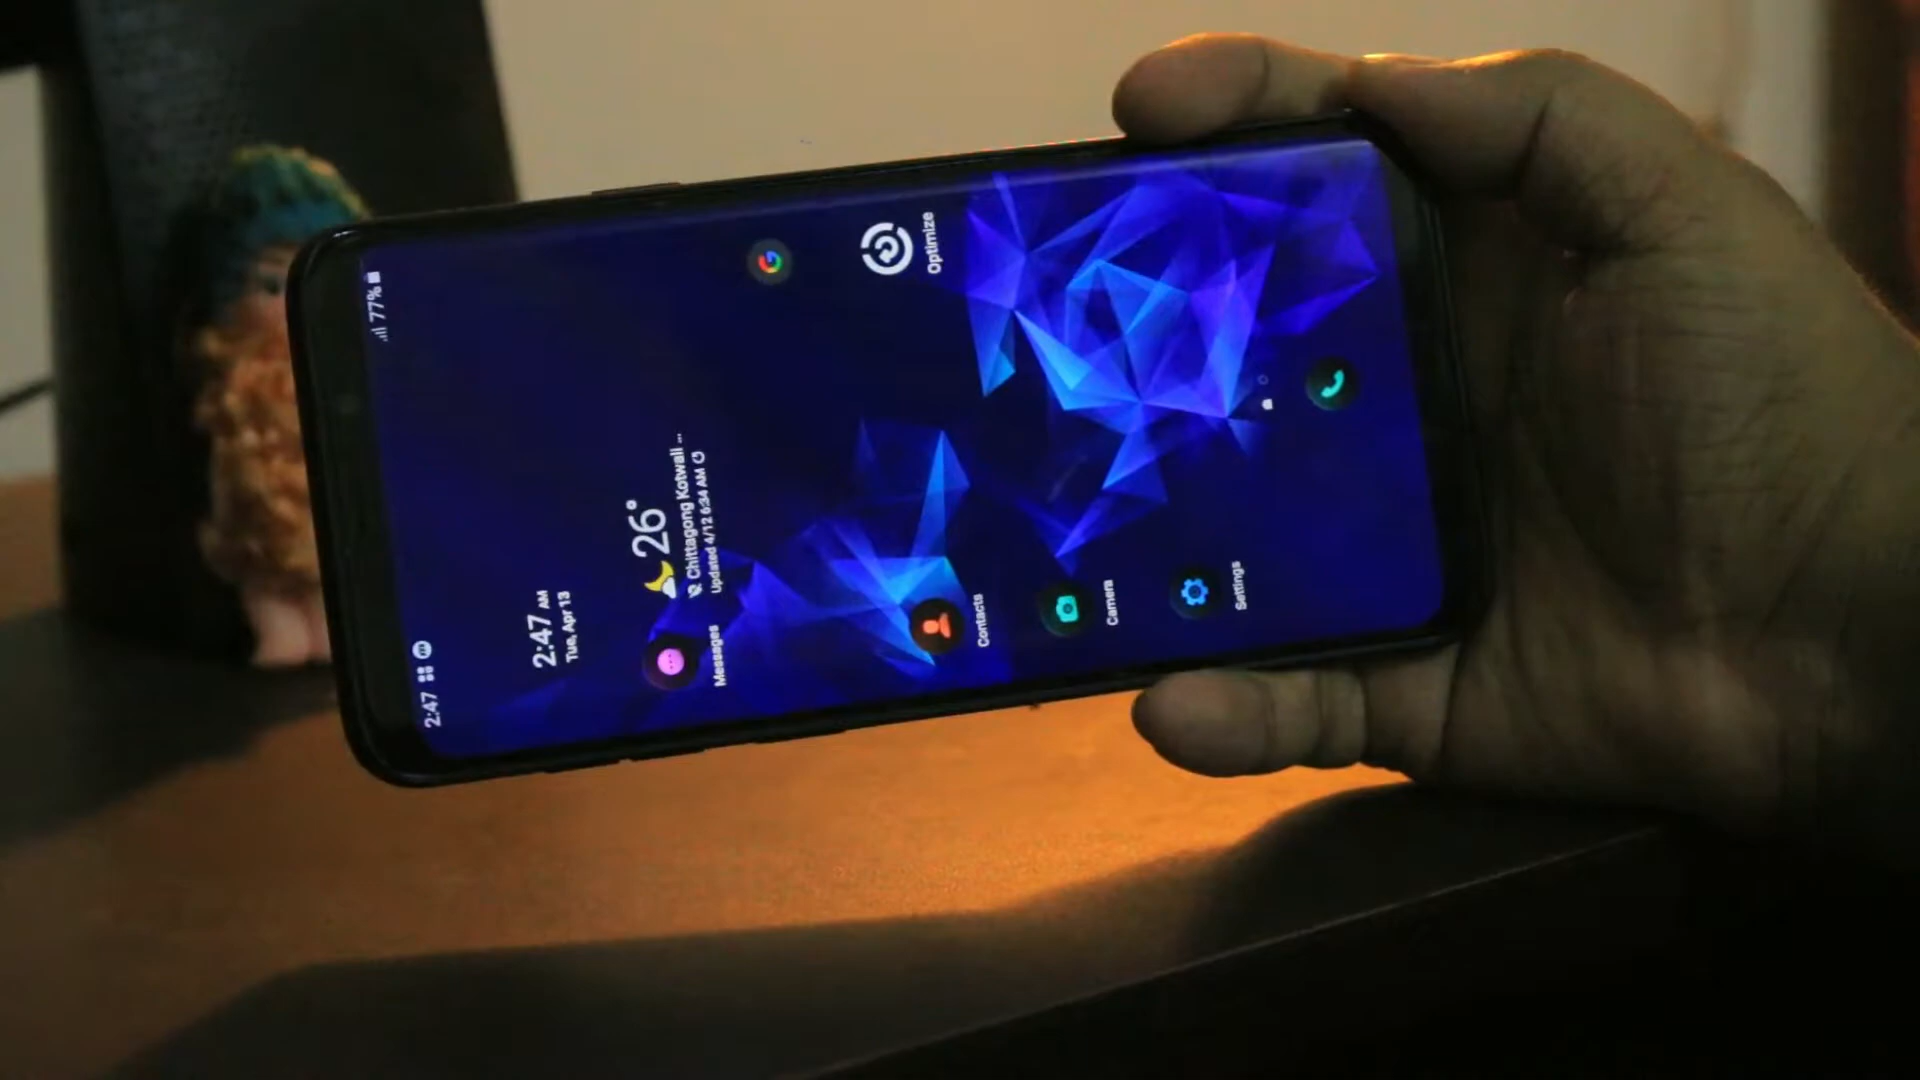 2:47
77%
2:47 AM
Tue, Apr 13
26°
Chittagong Kotwali ...
Updated 4/12 6:34 AM
G
Messages
Optimize
Contacts
Camera
Settings